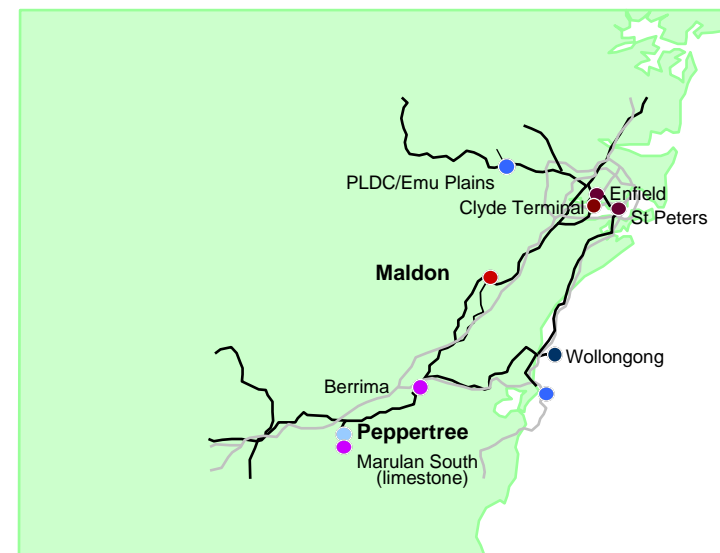 PLDC/Emu Plains
Enfield
Clyde Terminal
St Peters
Maldon
Wollongong
Berrima
Peppertree
Marulan South
(limestone)